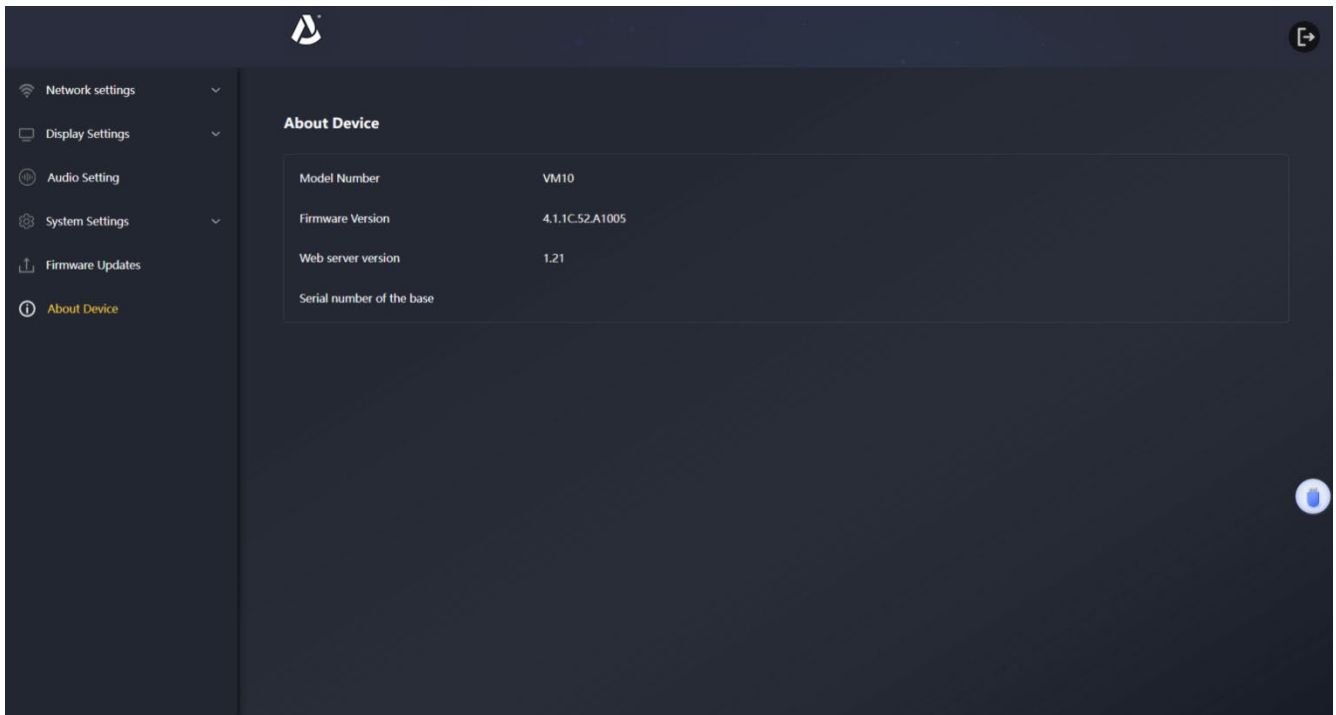 Network settings
Display Settings
Audio Setting
System Settings
Firmware Updates
About Device
About Device
Model Number VM10
Firmware Version 4.1.1C.52.A1005
Web server version 1.21
Serial number of the base